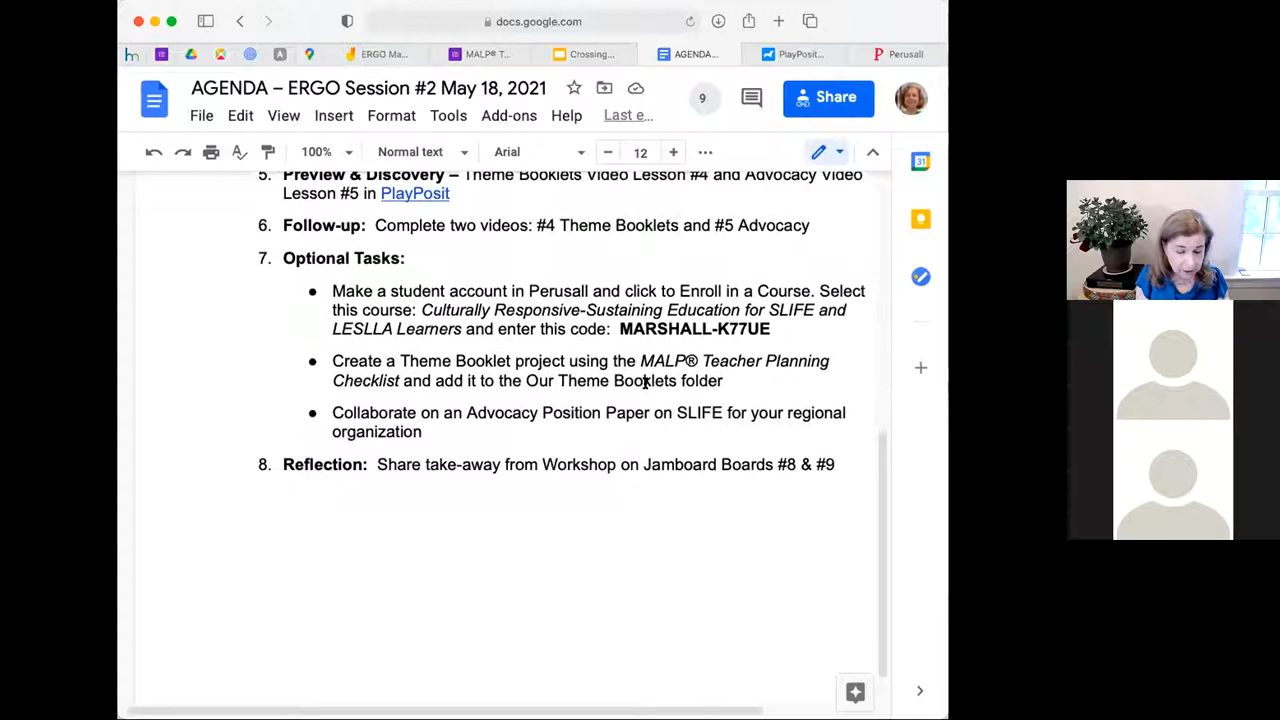 docs.google.com
ERGO Ma...
MALP® T...
Crossing...
AGENDA...
PlayPosit...
Perusall
AGENDA – ERGO Session #2 May 18, 2021
9
Share
File Edit View Insert Format Tools Add-ons Help Last e...
100% Normal text Arial 12
5. Preview & Discovery – Theme Booklets Video Lesson #4 and Advocacy Video
Lesson #5 in PlayPosit
6. Follow-up: Complete two videos: #4 Theme Booklets and #5 Advocacy
7. Optional Tasks:
● Make a student account in Perusall and click to Enroll in a Course. Select
this course: Culturally Responsive-Sustaining Education for SLIFE and
LESLLA Learners and enter this code: MARSHALL-K77UE
● Create a Theme Booklet project using the MALP® Teacher Planning
Checklist and add it to the Our Theme Booklets folder
● Collaborate on an Advocacy Position Paper on SLIFE for your regional
organization
8. Reflection: Share take-away from Workshop on Jamboard Boards #8 & #9
31